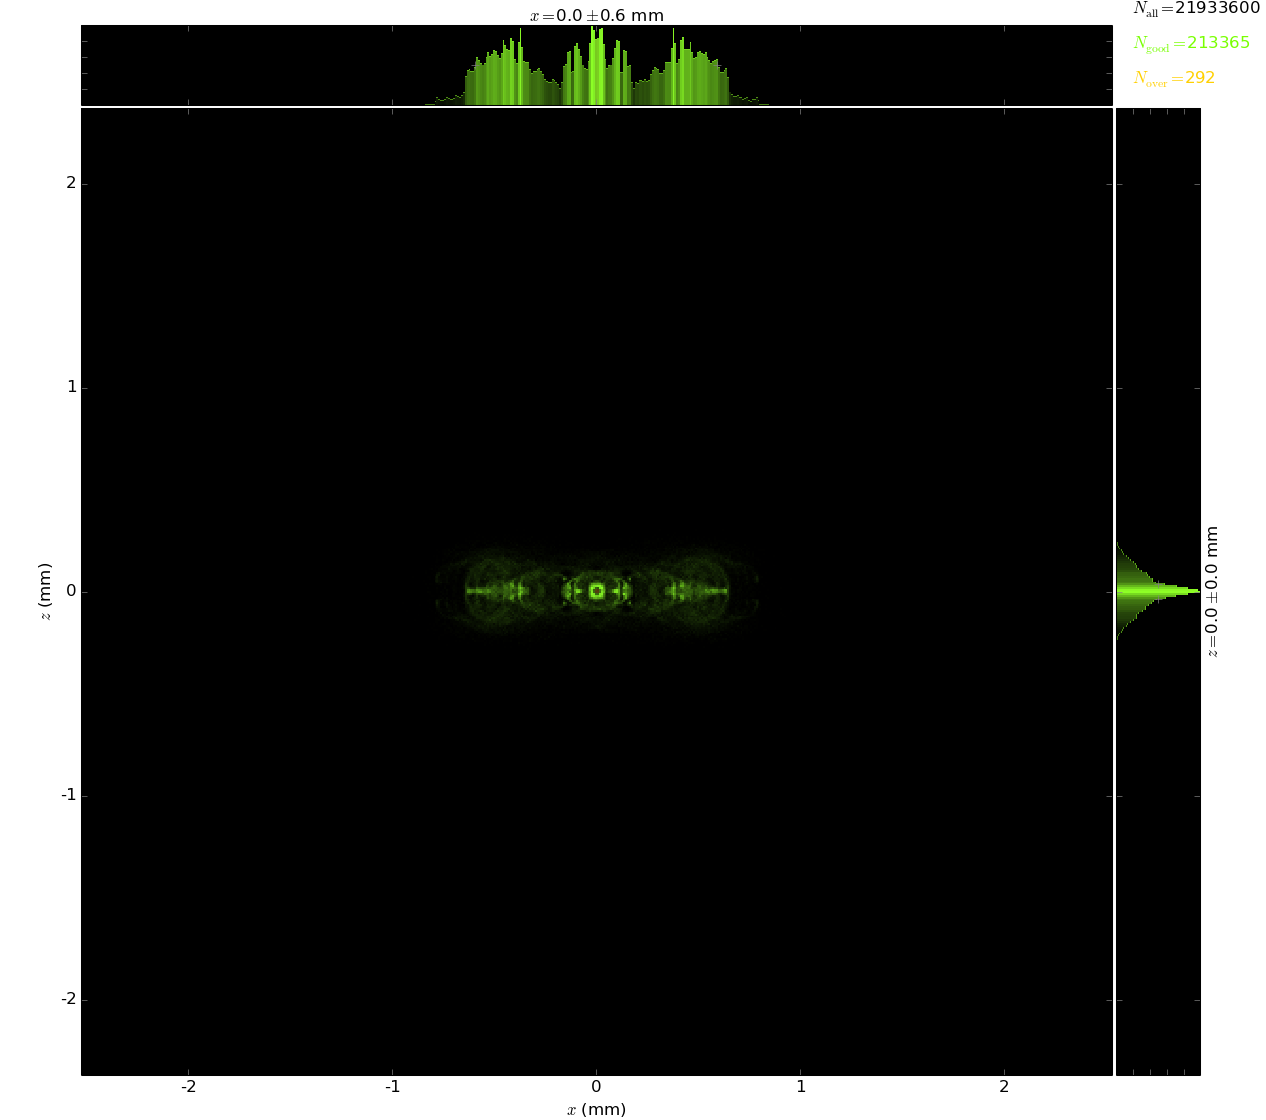 x=0.0±0.6 mm
N_all=21933600
N_good=213365
N_over=292
2
1
0
-1
-2
z (mm)
z=0.0±0.0 mm
-2
-1
0
1
2
x (mm)